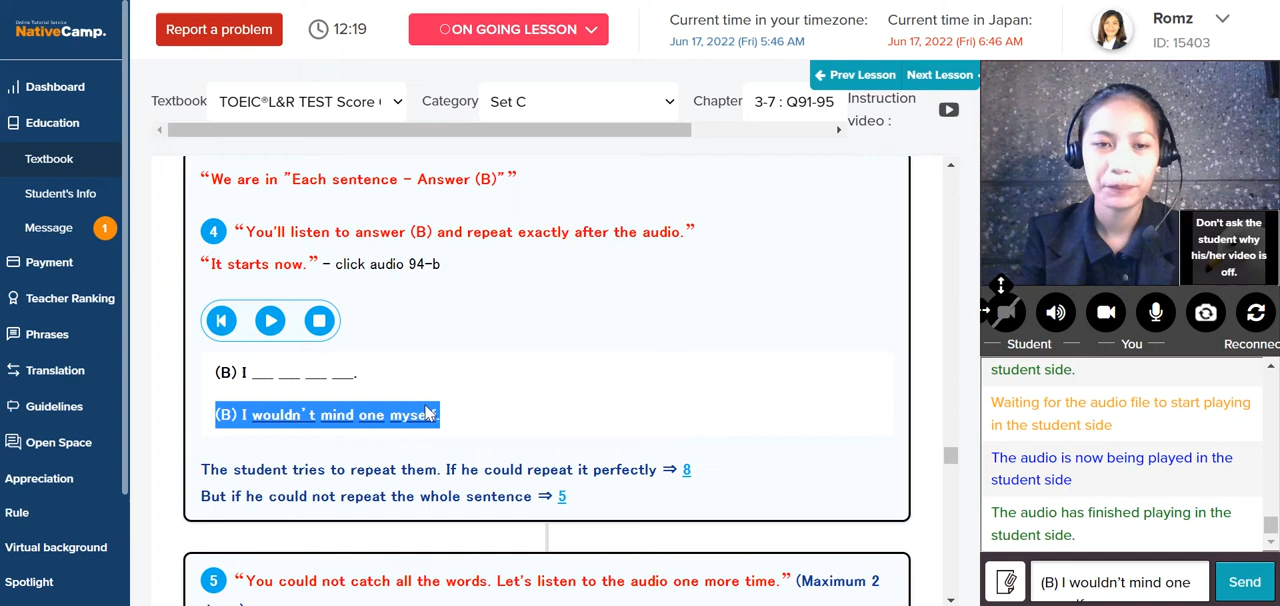 Online Tutorial Service
NativeCamp.
Report a problem
12:19
ON GOING LESSON
Current time in your timezone:
Jun 17, 2022 (Fri) 5:46 AM
Current time in Japan:
Jun 17, 2022 (Fri) 6:46 AM
Romz
ID: 15403
Dashboard
Education
Textbook
Student's Info
Message
1
Payment
Teacher Ranking
Phrases
Translation
Guidelines
Open Space
Appreciation
Rule
Virtual background
Spotlight
Prev Lesson
Next Lesson
Textbook
TOEIC®L&R TEST Score
Category
Set C
Chapter
3-7 : Q91-95
Instruction
video :
“We are in "Each sentence - Answer (B)"”
4 “You'll listen to answer (B) and repeat exactly after the audio.”
“It starts now.” - click audio 94-b
(B) I ___ ___ ___ ___.
(B) I wouldn't mind one myself.
The student tries to repeat them. If he could repeat it perfectly ⇒ 8
But if he could not repeat the whole sentence ⇒ 5
5 “You could not catch all the words. Let's listen to the audio one more time.” (Maximum 2
Don't ask the
student why
his/her video is
off.
Student
You
Reconnec
student side.
Waiting for the audio file to start playing
in the student side
The audio is now being played in the
student side
The audio has finished playing in the
student side.
(B) I wouldn't mind one
Send